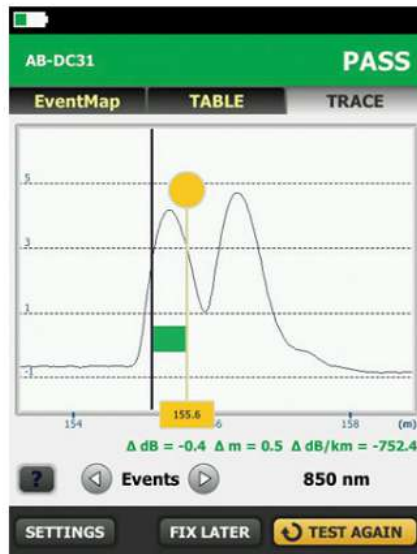 AB-DC31 PASS
EventMap TABLE TRACE
5
3
1
-1
155.6
154 156 158 (m)
Δ dB = -0.4 Δ m = 0.5 Δ dB/km = -752.4
? Events 850 nm
SETTINGS FIX LATER TEST AGAIN